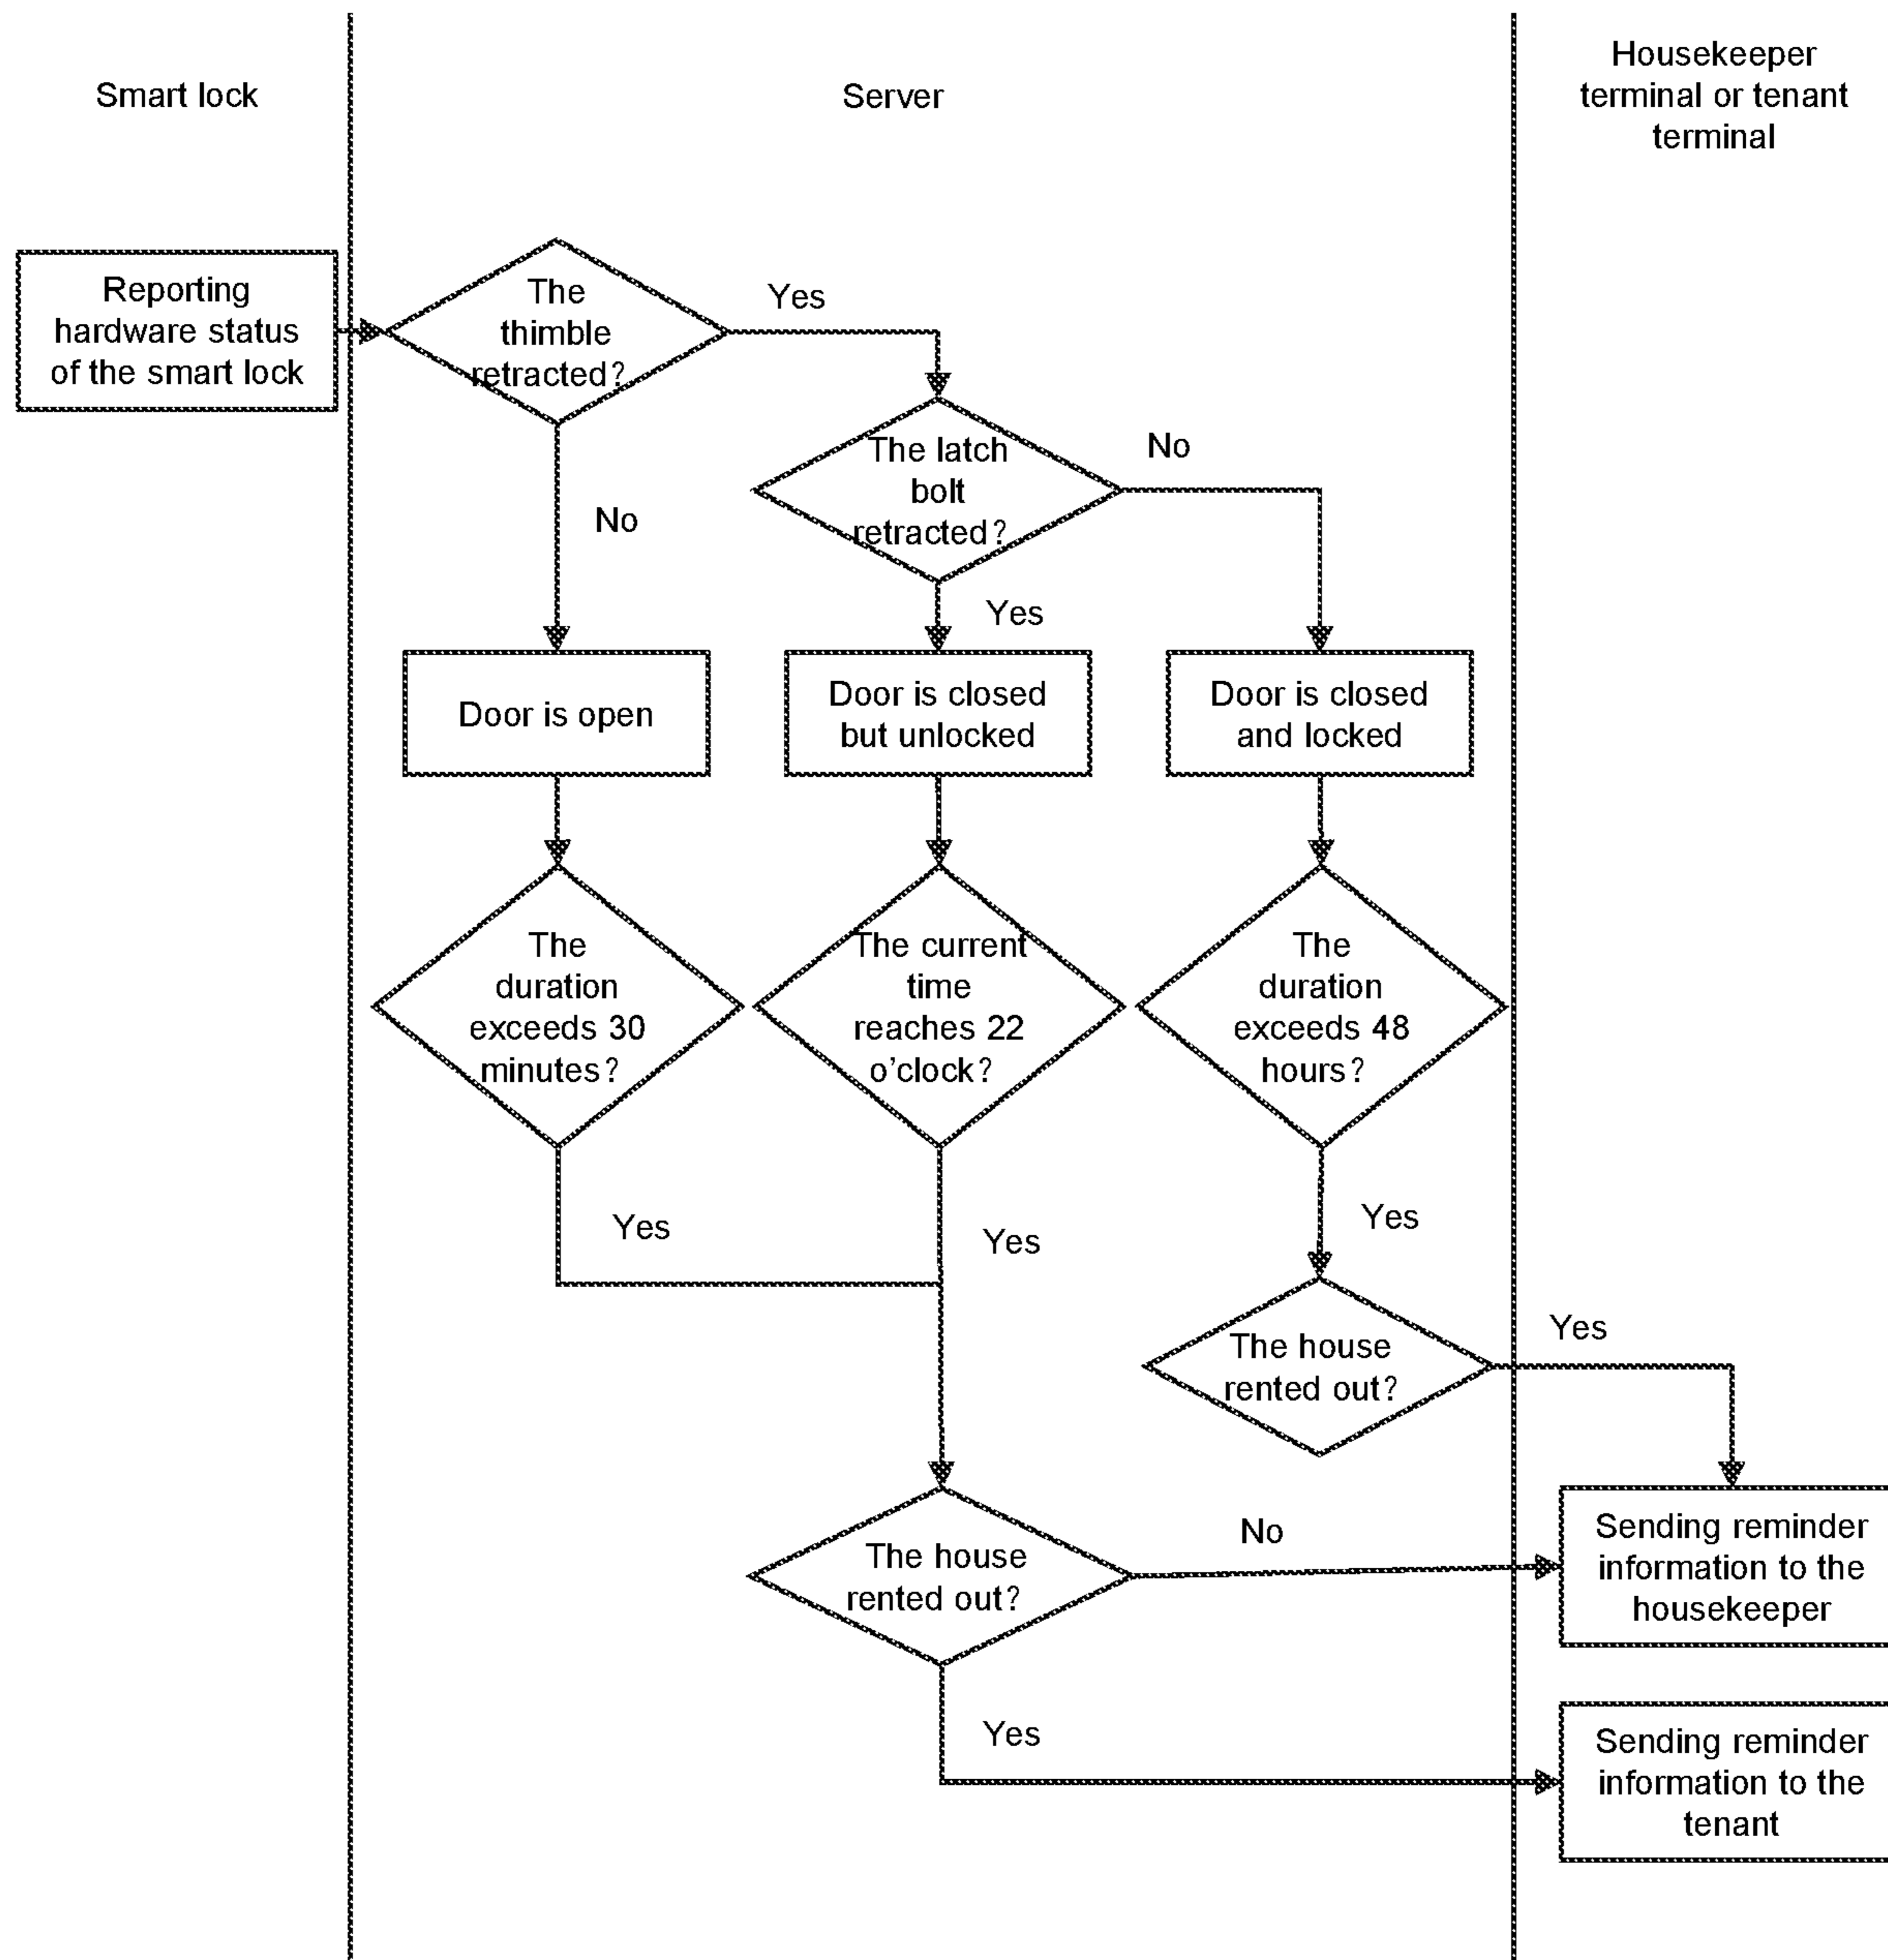 Smart lock
Server
Housekeeper
terminal or tenant
terminal
Reporting
hardware status
of the smart lock
The
thimble
retracted?
Yes
No
The latch
bolt
retracted?
No
Yes
Door is open
Door is closed
but unlocked
Door is closed
and locked
The
duration
exceeds 30
minutes?
The current
time
reaches 22
o'clock?
The
duration
exceeds 48
hours?
Yes
Yes
Yes
The house
rented out?
Yes
The house
rented out?
No
Yes
Sending reminder
information to the
housekeeper
Sending reminder
information to the
tenant